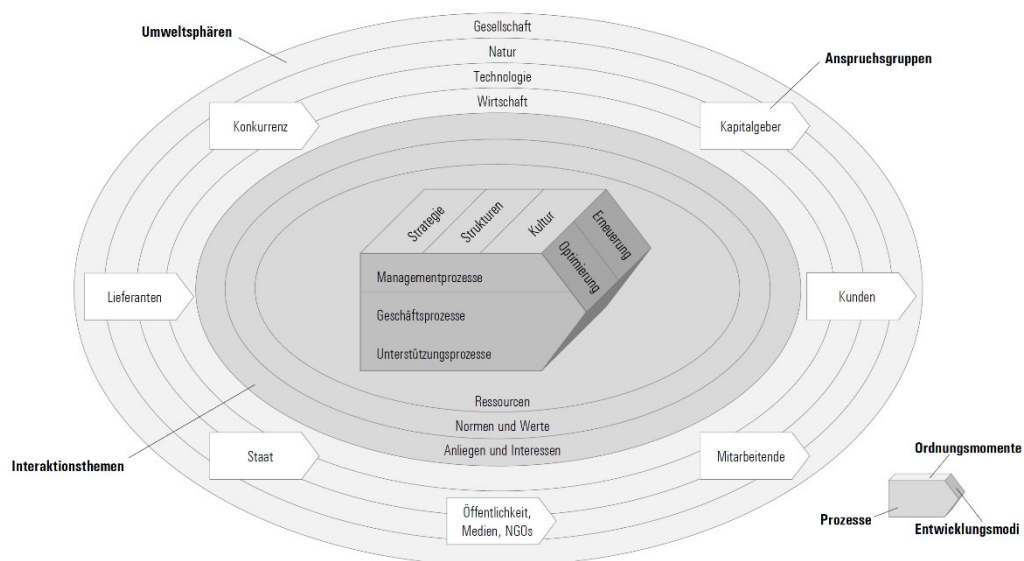 Gesellschaft
Umweltsphären
Natur
Anspruchsgruppen
Technologie
Wirtschaft
Konkurrenz
Kapitalgeber
Strategie
Strukturen
Kultur
Erneuerung
Optimierung
Managementprozesse
Lieferanten
Kunden
Geschäftsprozesse
Unterstützungsprozesse
Ressourcen
Normen und Werte
Anliegen und Interessen
Interaktionsthemen
Staat
Mitarbeitende
Öffentlichkeit,
Medien, NGOs
Ordnungsmomente
Prozesse
Entwicklungsmodi